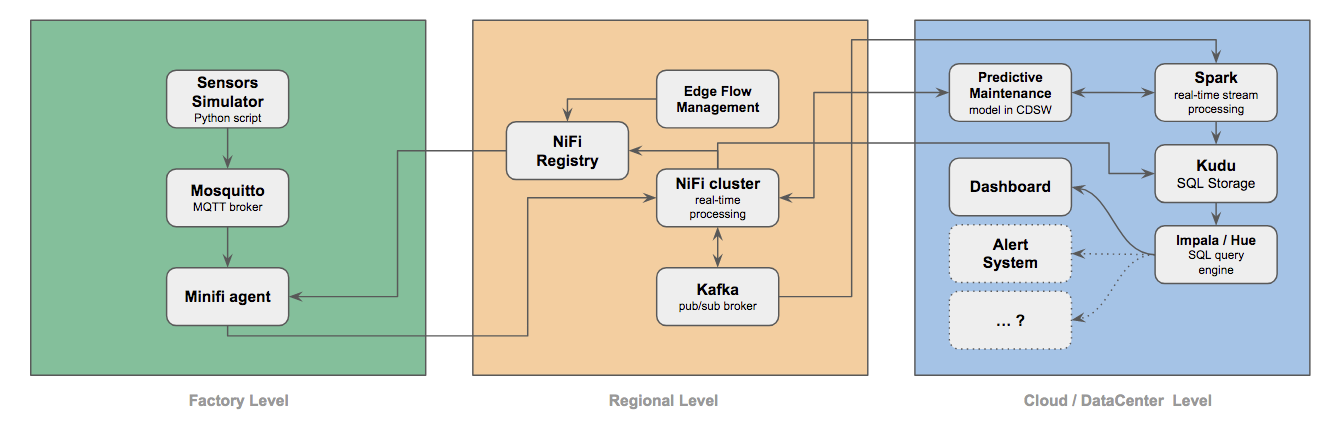 Sensors
Simulator
Python script
Mosquitto
MQTT broker
Minifi agent
Factory Level
Edge Flow
Management
NiFi
Registry
NiFi cluster
real-time
processing
Kafka
pub/sub broker
Regional Level
Predictive
Maintenance
model in CDSW
Spark
real-time stream
processing
Kudu
SQL Storage
Dashboard
Impala / Hue
SQL query
engine
Alert
System
... ?
Cloud / DataCenter  Level